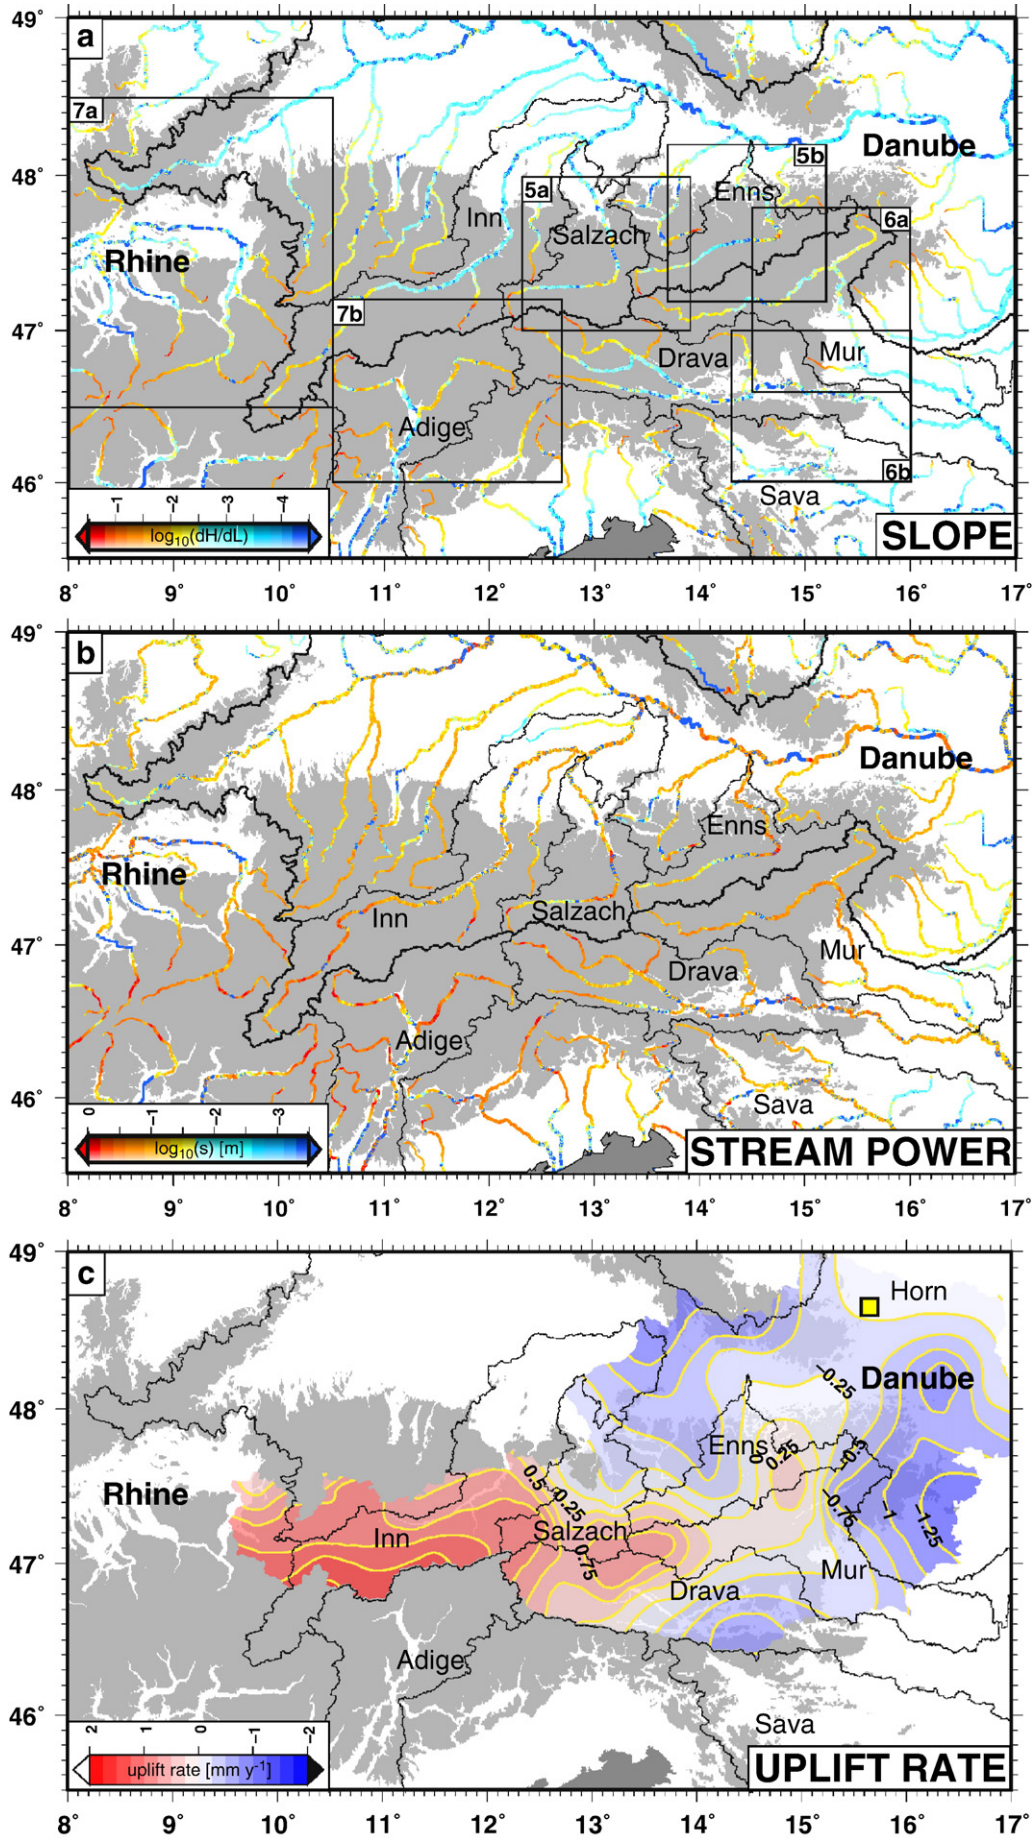 49°
a
7a
48°
Danube
5b
5a
Enns
Inn
6a
Salzach
Rhine
47°
7b
Drava
Mur
Adige
46°
6b
Sava
-1 -2 -3 -4
log10(dH/dL)
SLOPE
8° 9° 10° 11° 12° 13° 14° 15° 16° 17°
49°
b
Danube
48°
Enns
Rhine
Inn
Salzach
47°
Drava
Mur
Adige
46°
Sava
0 -1 -2 -3
log10(s) [m]
STREAM POWER
8° 9° 10° 11° 12° 13° 14° 15° 16° 17°
49°
c
Horn
-0.25
Danube
48°
Enns
0
0.25
-0.5
0.5
0.25
Rhine
-0.75
-1
-1.25
Inn
Salzach
0.75
47°
Drava
Mur
Adige
46°
Sava
2 1 0 -1 -2
uplift rate [mm y-1]
UPLIFT RATE
8° 9° 10° 11° 12° 13° 14° 15° 16° 17°